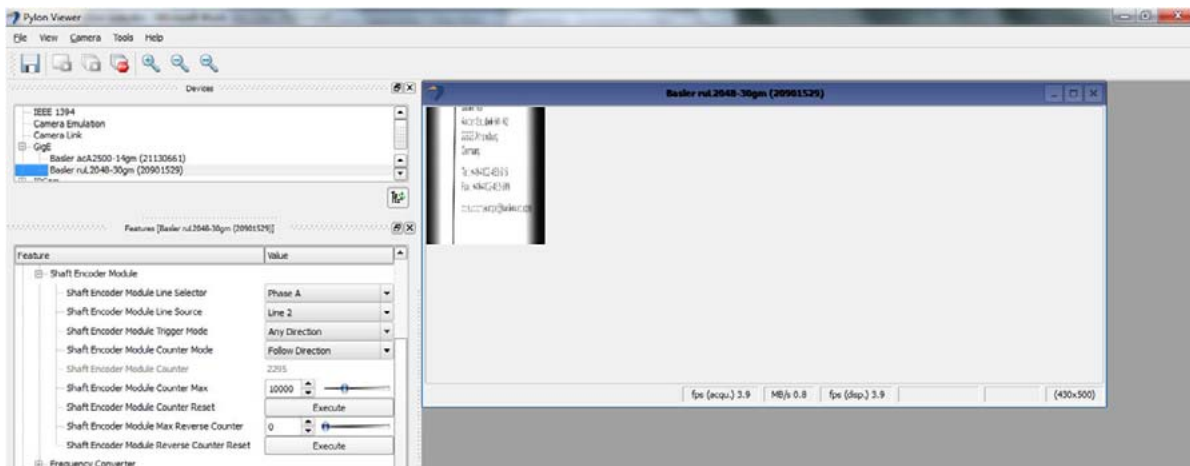 Pylon Viewer
File View Camera Tools Help
Devices
IEEE 1394
Camera Emulation
Camera Link
GigE
Basler acA2500-14gm (21130661)
Basler ruL2048-30gm (20901529)
Features [Basler ruL2048-30gm (20901529)]
Feature Value
Shaft Encoder Module
Shaft Encoder Module Line Selector Phase A
Shaft Encoder Module Line Source Line 2
Shaft Encoder Module Trigger Mode Any Direction
Shaft Encoder Module Counter Mode Follow Direction
Shaft Encoder Module Counter 2295
Shaft Encoder Module Counter Max 10000
Shaft Encoder Module Counter Reset Execute
Shaft Encoder Module Max Reverse Counter 0
Shaft Encoder Module Reverse Counter Reset Execute
Frequency Converter
Basler ruL2048-30gm (20901529)
fps (acqu.) 3.9 MB/s 0.8 fps (disp.) 3.9 (430x500)